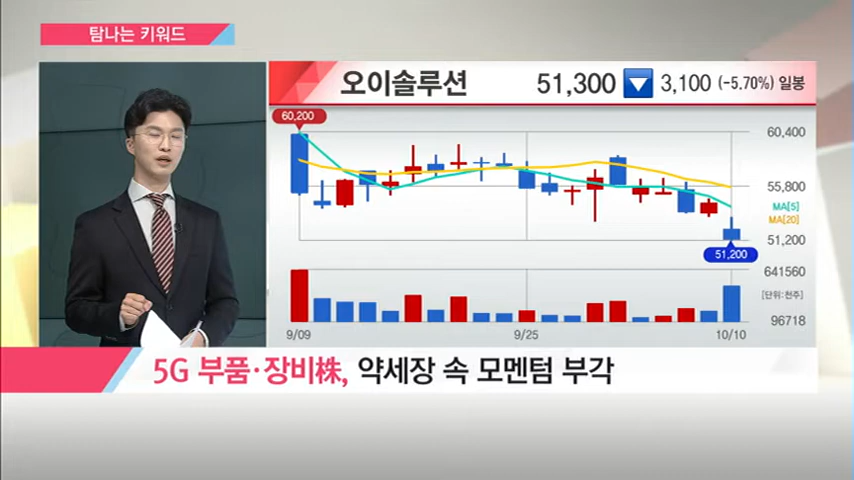 탐나는 키워드
오이솔루션 51,300 ▼ 3,100 (-5.70%) 일봉
60,200
60,400
55,800
MA[5]
MA[20]
51,200
51,200
641560
[단위:천주]
96718
9/09 9/25 10/10
5G 부품·장비株, 약세장 속 모멘텀 부각